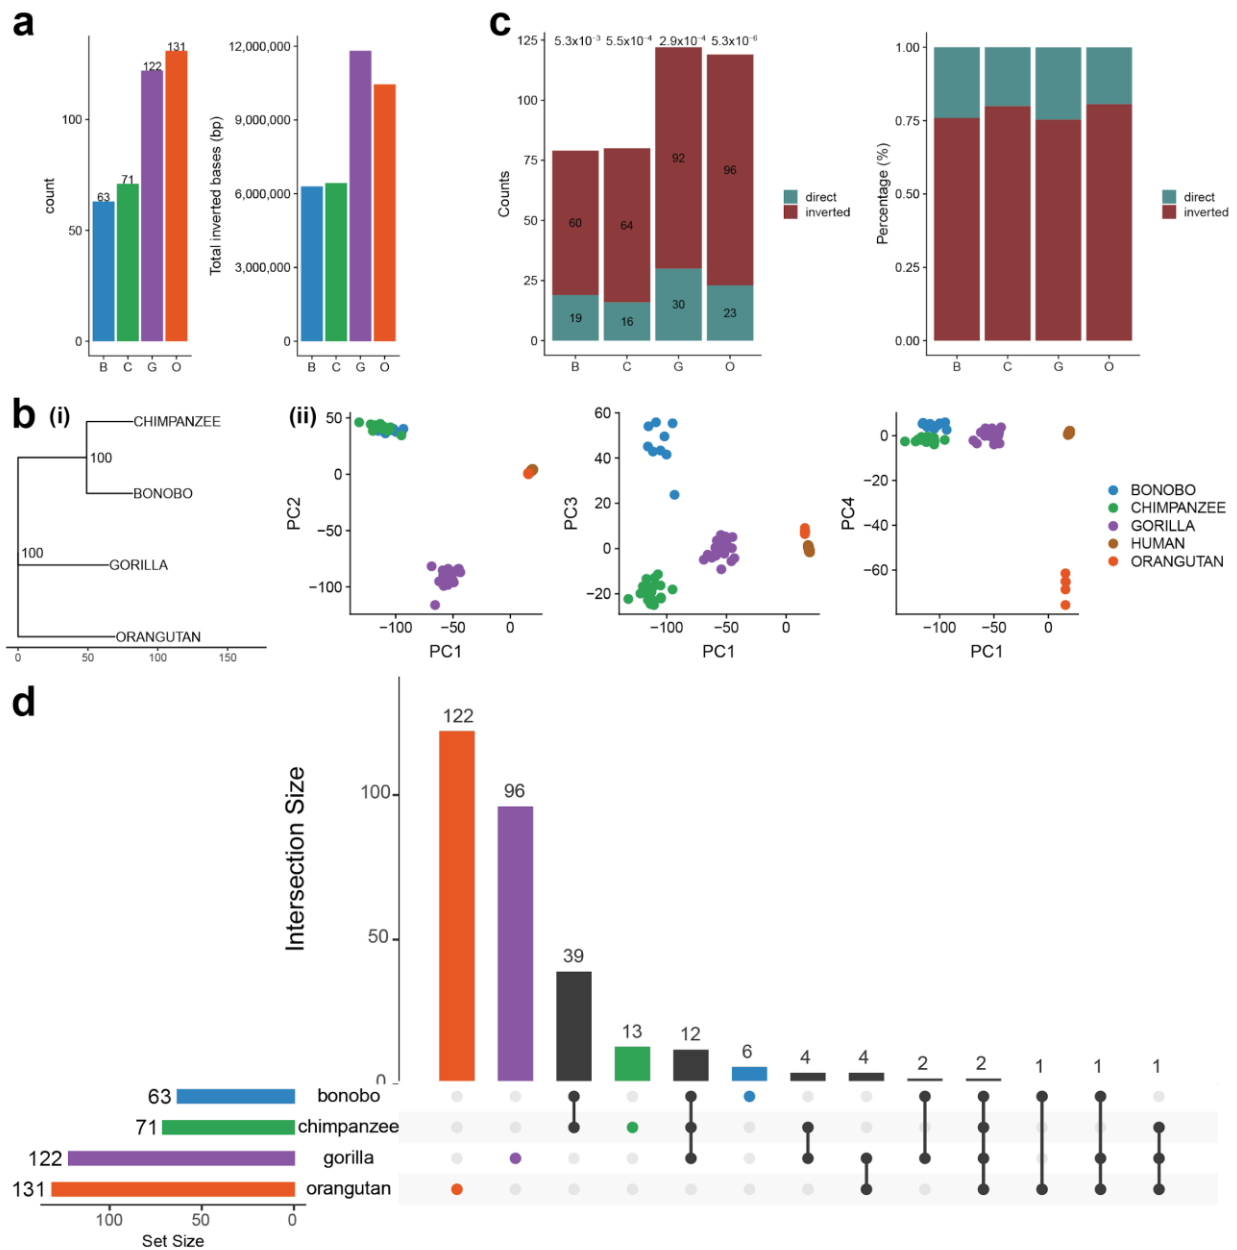 a
count
100
50
0
63
71
122
131
B C G O
Total inverted bases (bp)
12,000,000
9,000,000
6,000,000
3,000,000
0
B C G O
c
Counts
125
100
75
50
25
0
5.3x10⁻³ 5.5x10⁻⁴ 2.9x10⁻⁴ 5.3x10⁻⁶
60 64 92 96
19 16 30 23
B C G O
direct
inverted
Percentage (%)
1.00
0.75
0.50
0.25
0.00
B C G O
direct
inverted
b (i)
CHIMPANZEE
100
BONOBO
100
GORILLA
ORANGUTAN
0 50 100 150
(ii)
PC2
50
0
−50
−100
−100 −50 0
PC1
PC3
60
40
20
0
−20
−100 −50 0
PC1
PC4
0
−20
−40
−60
−100 −50 0
PC1
BONOBO
CHIMPANZEE
GORILLA
HUMAN
ORANGUTAN
d
Intersection Size
100
50
0
122 96 39 13 12 6 4 4 2 2 1 1 1
63 bonobo
71 chimpanzee
122 gorilla
131 orangutan
100 50 0
Set Size